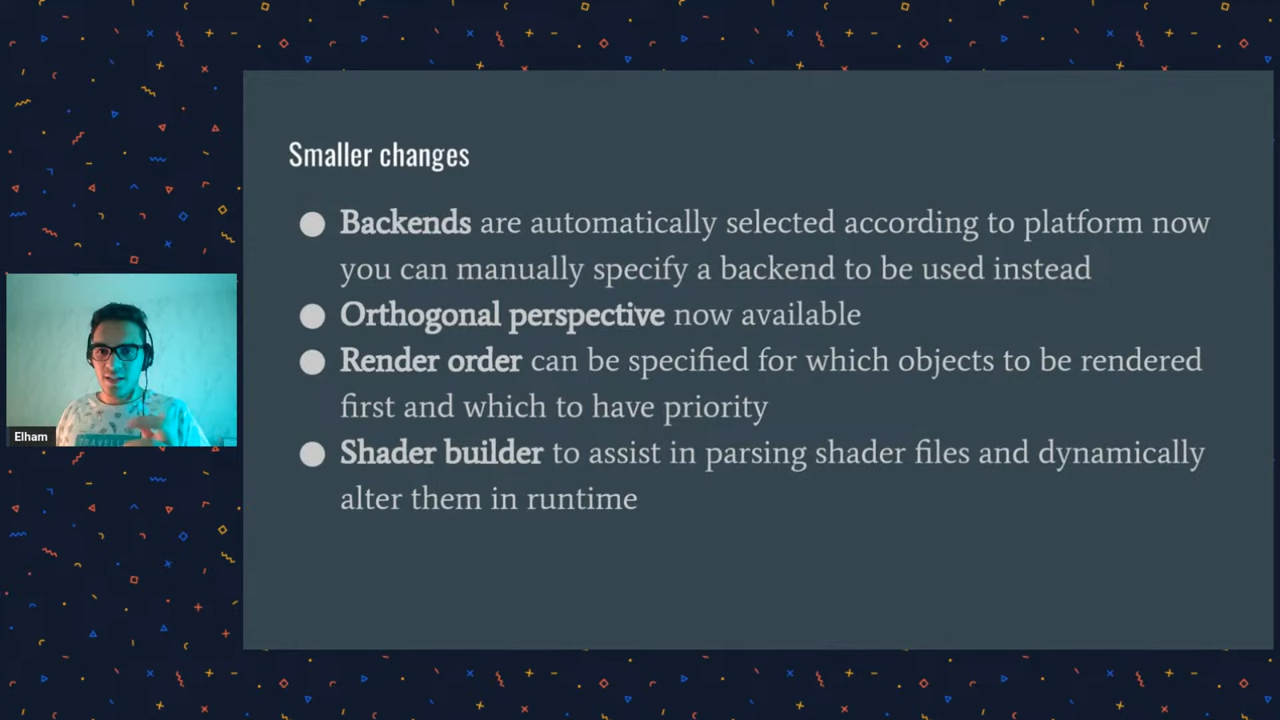 Smaller changes
● Backends are automatically selected according to platform now
you can manually specify a backend to be used instead
● Orthogonal perspective now available
● Render order can be specified for which objects to be rendered
first and which to have priority
● Shader builder to assist in parsing shader files and dynamically
alter them in runtime
Elham